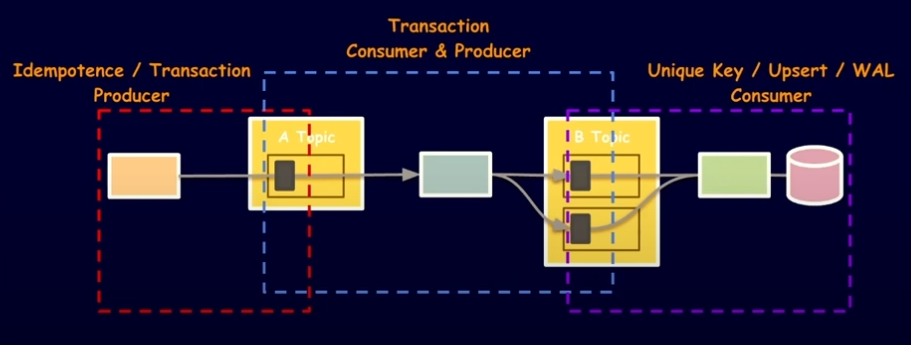 Transaction
Consumer & Producer
Idempotence / Transaction
Producer
Unique Key / Upsert / WAL
Consumer
A Topic
B Topic